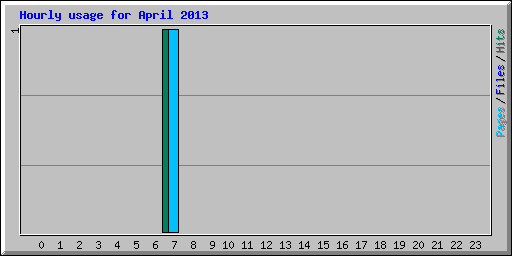 Hourly usage for April 2013
1
Pages/Files/Hits
0 1 2 3 4 5 6 7 8 9 10 11 12 13 14 15 16 17 18 19 20 21 22 23